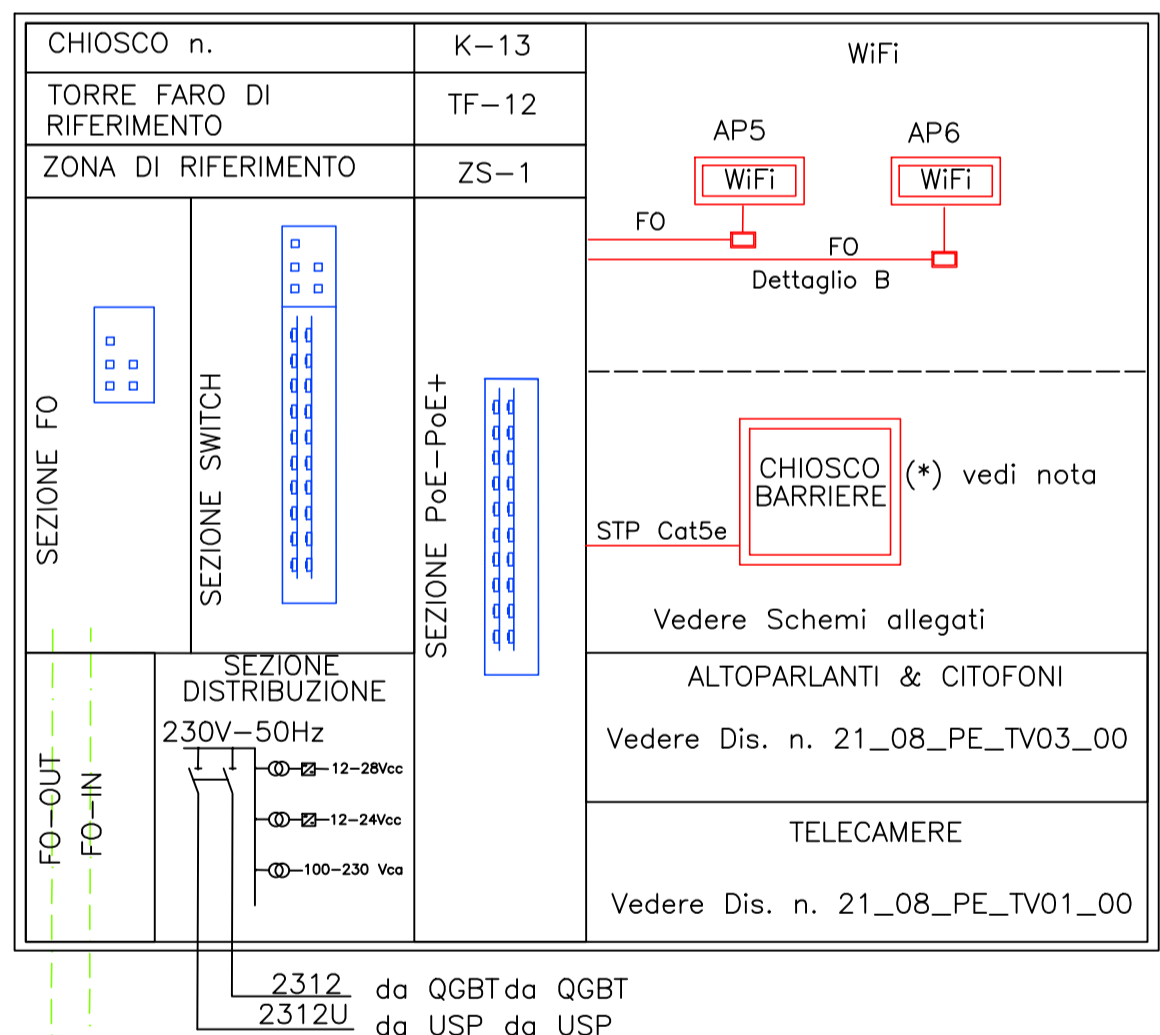 CHIOSCO n.
K-13
TORRE FARO DI
RIFERIMENTO
TF-12
ZONA DI RIFERIMENTO
ZS-1
WiFi
AP5
AP6
WiFi
WiFi
FO
FO
Dettaglio B
SEZIONE FO
SEZIONE SWITCH
SEZIONE PoE-PoE+
CHIOSCO
BARRIERE
(*) vedi nota
STP Cat5e
Vedere Schemi allegati
FO-OUT
FO-IN
SEZIONE
DISTRIBUZIONE
230V-50Hz
12-28Vcc
12-24Vcc
100-230 Vca
ALTOPARLANTI & CITOFONI
Vedere Dis. n. 21_08_PE_TV03_00
TELECAMERE
Vedere Dis. n. 21_08_PE_TV01_00
2312 da QGBT da QGBT
2312U da USP da USP